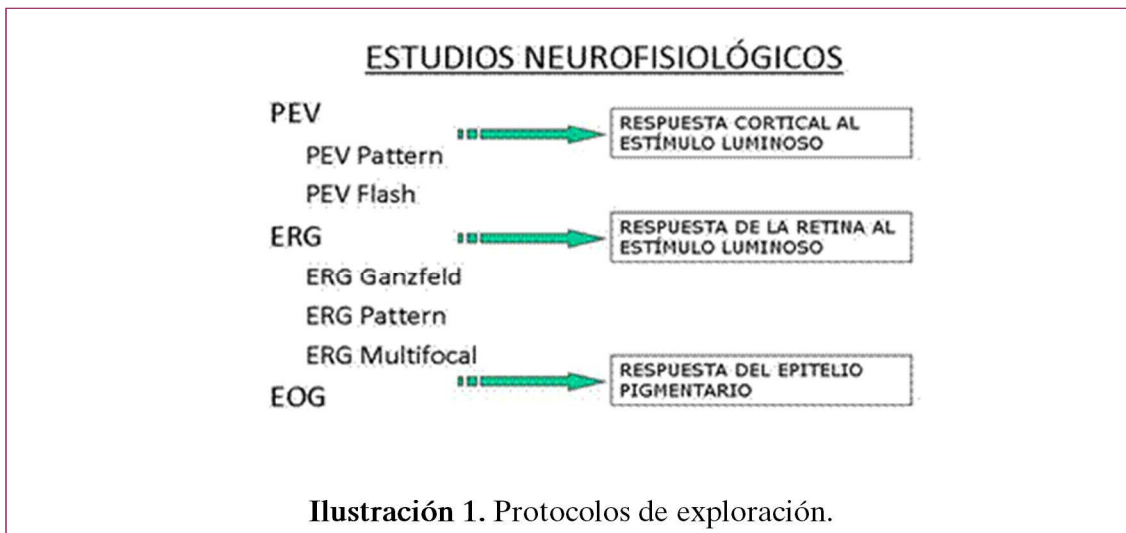 ESTUDIOS NEUROFISIOLÓGICOS
PEV
RESPUESTA CORTICAL AL
ESTÍMULO LUMINOSO
PEV Pattern
PEV Flash
ERG
RESPUESTA DE LA RETINA AL
ESTÍMULO LUMINOSO
ERG Ganzfeld
ERG Pattern
ERG Multifocal
RESPUESTA DEL EPITELIO
PIGMENTARIO
EOG
Ilustración 1. Protocolos de exploración.